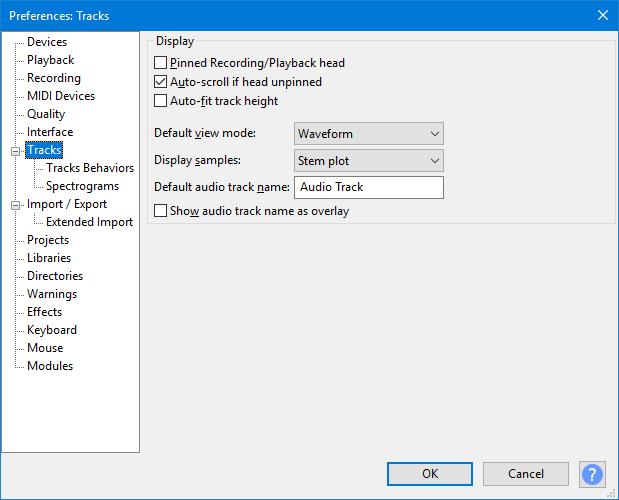 Preferences: Tracks
Devices
Playback
Recording
MIDI Devices
Quality
Interface
Tracks
Tracks Behaviors
Spectrograms
Import / Export
Extended Import
Projects
Libraries
Directories
Warnings
Effects
Keyboard
Mouse
Modules
Display
Pinned Recording/Playback head
Auto-scroll if head unpinned
Auto-fit track height
Default view mode: Waveform
Display samples: Stem plot
Default audio track name: Audio Track
Show audio track name as overlay
OK Cancel ?